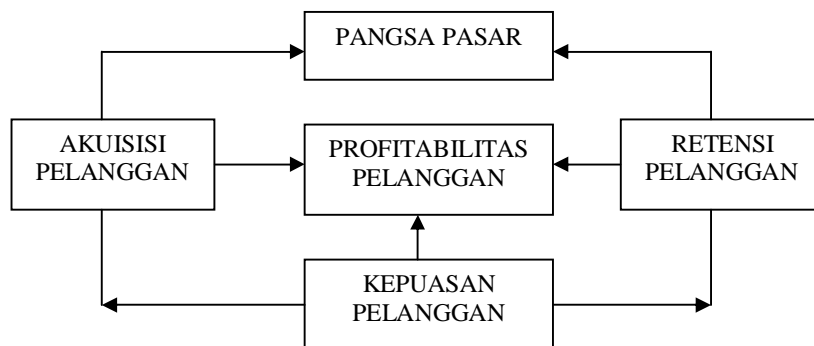 PANGSA PASAR
AKUISISI
PELANGGAN
PROFITABILITAS
PELANGGAN
RETENSI
PELANGGAN
KEPUASAN
PELANGGAN